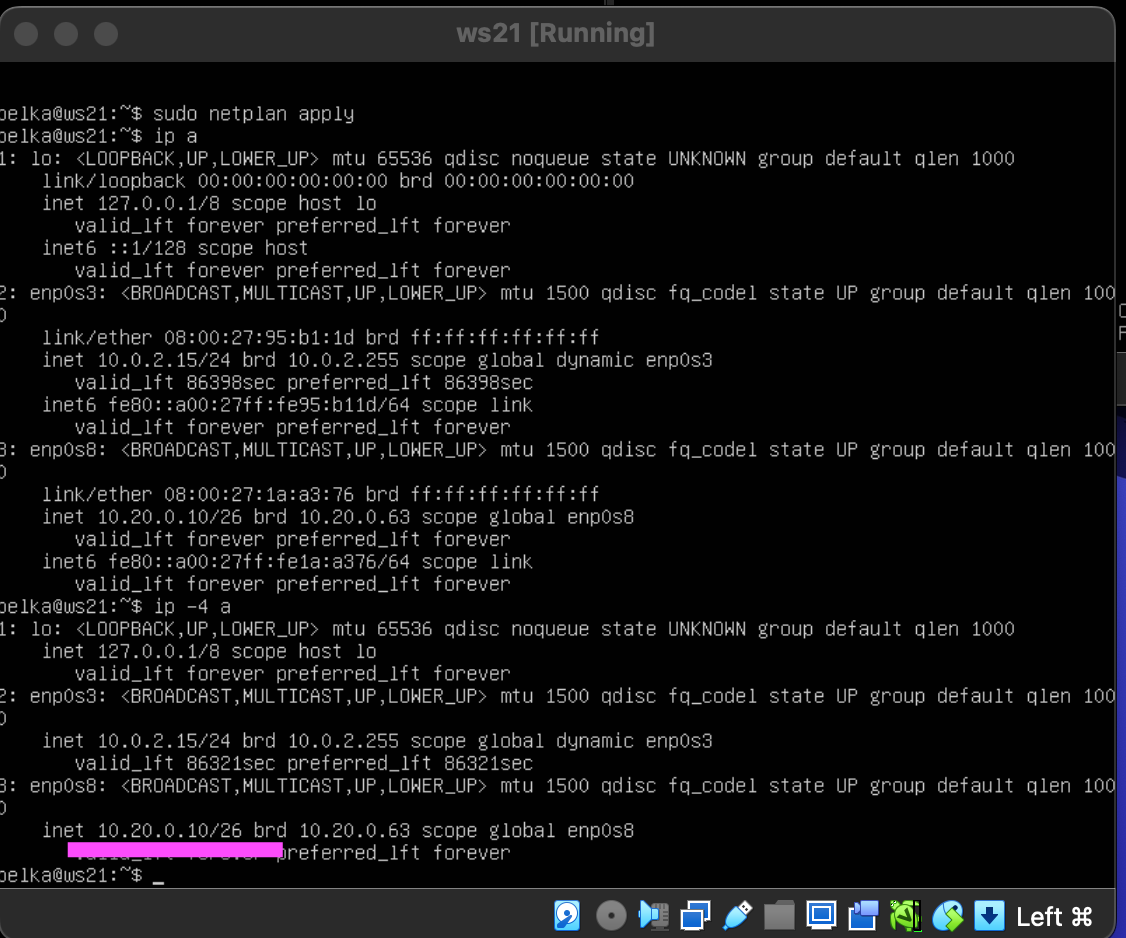 ws21 [Running]
belka@ws21:~$ sudo netplan apply
belka@ws21:~$ ip a
1: lo: <LOOPBACK,UP,LOWER_UP> mtu 65536 qdisc noqueue state UNKNOWN group default qlen 1000
link/loopback 00:00:00:00:00:00 brd 00:00:00:00:00:00
inet 127.0.0.1/8 scope host lo
valid_lft forever preferred_lft forever
inet6 ::1/128 scope host
valid_lft forever preferred_lft forever
2: enp0s3: <BROADCAST,MULTICAST,UP,LOWER_UP> mtu 1500 qdisc fq_codel state UP group default qlen 100
0
link/ether 08:00:27:95:b1:1d brd ff:ff:ff:ff:ff:ff
inet 10.0.2.15/24 brd 10.0.2.255 scope global dynamic enp0s3
valid_lft 86398sec preferred_lft 86398sec
inet6 fe80::a00:27ff:fe95:b11d/64 scope link
valid_lft forever preferred_lft forever
3: enp0s8: <BROADCAST,MULTICAST,UP,LOWER_UP> mtu 1500 qdisc fq_codel state UP group default qlen 100
0
link/ether 08:00:27:1a:a3:76 brd ff:ff:ff:ff:ff:ff
inet 10.20.0.10/26 brd 10.20.0.63 scope global enp0s8
valid_lft forever preferred_lft forever
inet6 fe80::a00:27ff:fe1a:a376/64 scope link
valid_lft forever preferred_lft forever
belka@ws21:~$ ip -4 a
1: lo: <LOOPBACK,UP,LOWER_UP> mtu 65536 qdisc noqueue state UNKNOWN group default qlen 1000
inet 127.0.0.1/8 scope host lo
valid_lft forever preferred_lft forever
2: enp0s3: <BROADCAST,MULTICAST,UP,LOWER_UP> mtu 1500 qdisc fq_codel state UP group default qlen 100
0
inet 10.0.2.15/24 brd 10.0.2.255 scope global dynamic enp0s3
valid_lft 86321sec preferred_lft 86321sec
3: enp0s8: <BROADCAST,MULTICAST,UP,LOWER_UP> mtu 1500 qdisc fq_codel state UP group default qlen 100
0
inet 10.20.0.10/26 brd 10.20.0.63 scope global enp0s8
preferred_lft forever
belka@ws21:~$ _
Left ⌘